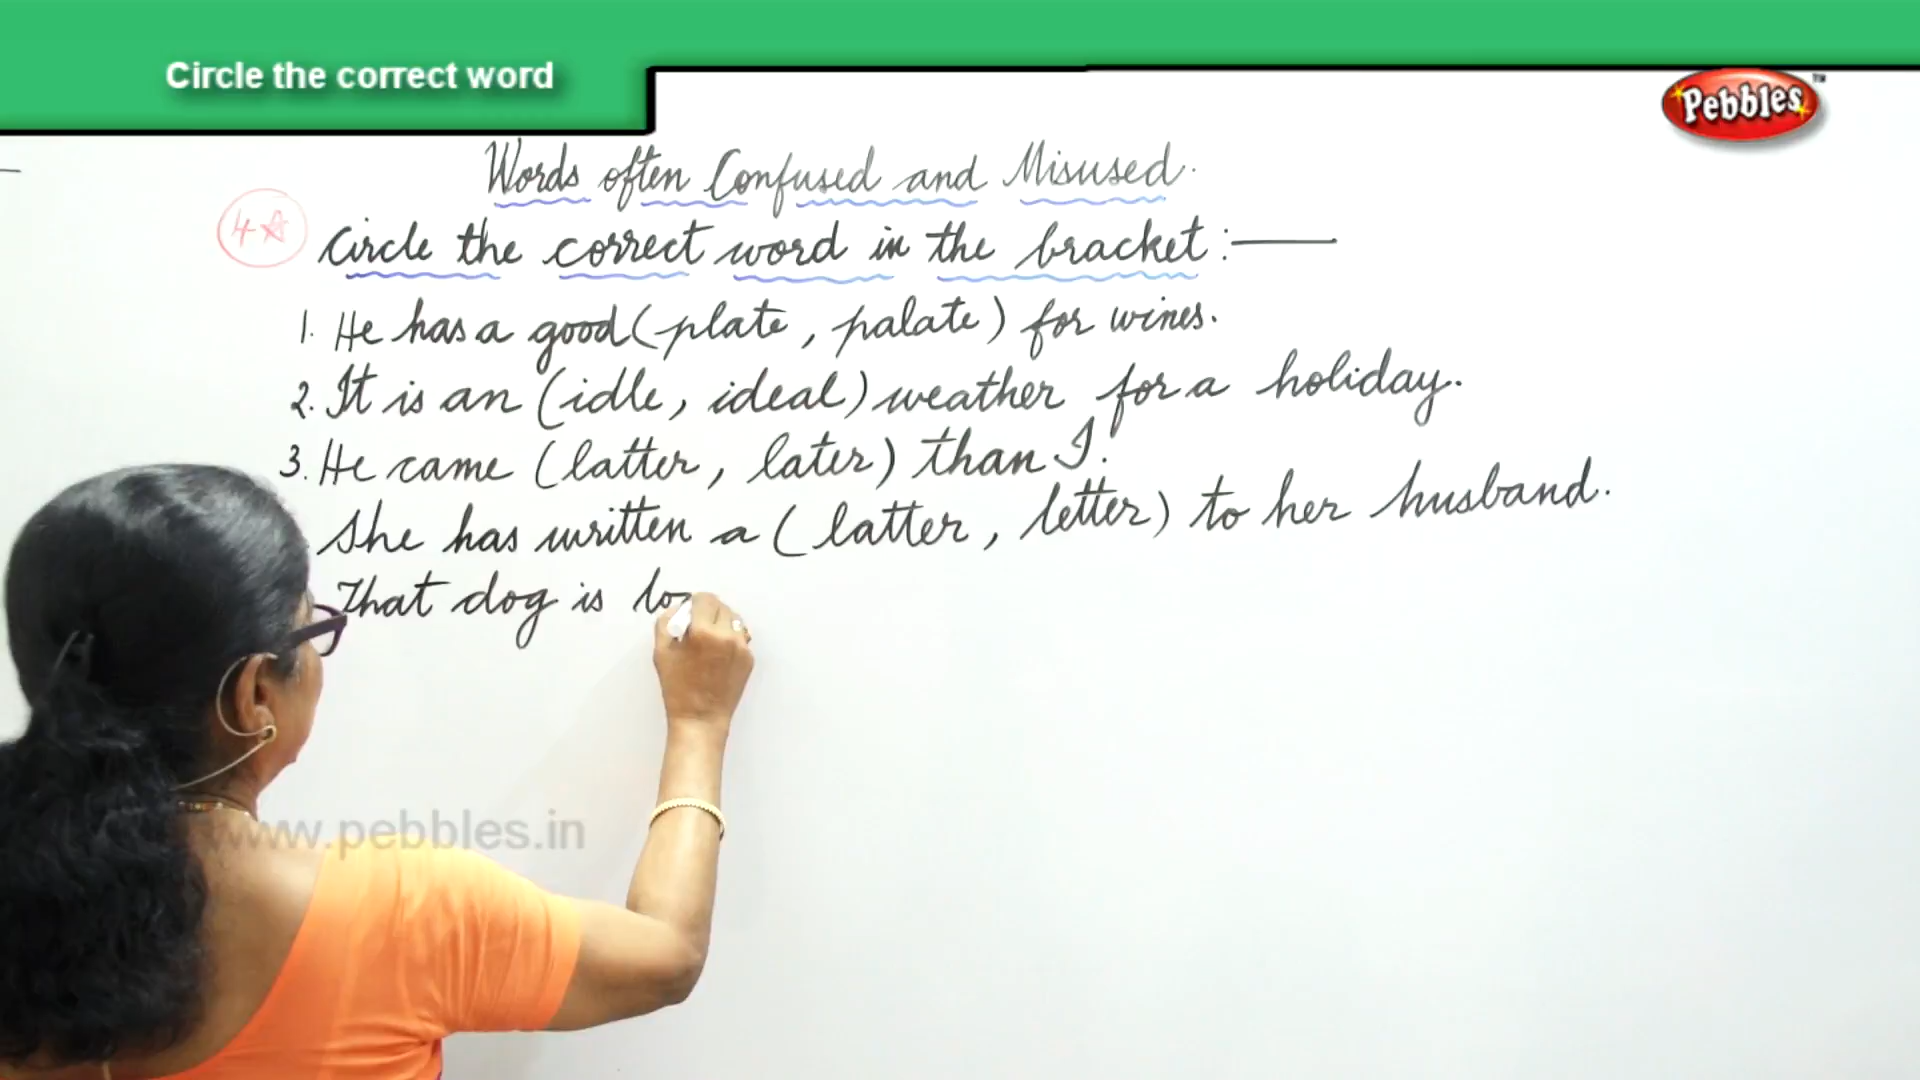 Circle the correct word
Pebbles TM
Words often Confused and Misused.
4 Circle the correct word in the bracket :—
1. He has a good (plate, palate) for wines.
2. It is an (idle, ideal) weather for a holiday.
3. He came (latter, later) than I.
She has written a (latter, letter) to her husband.
That dog is
www.pebbles.in